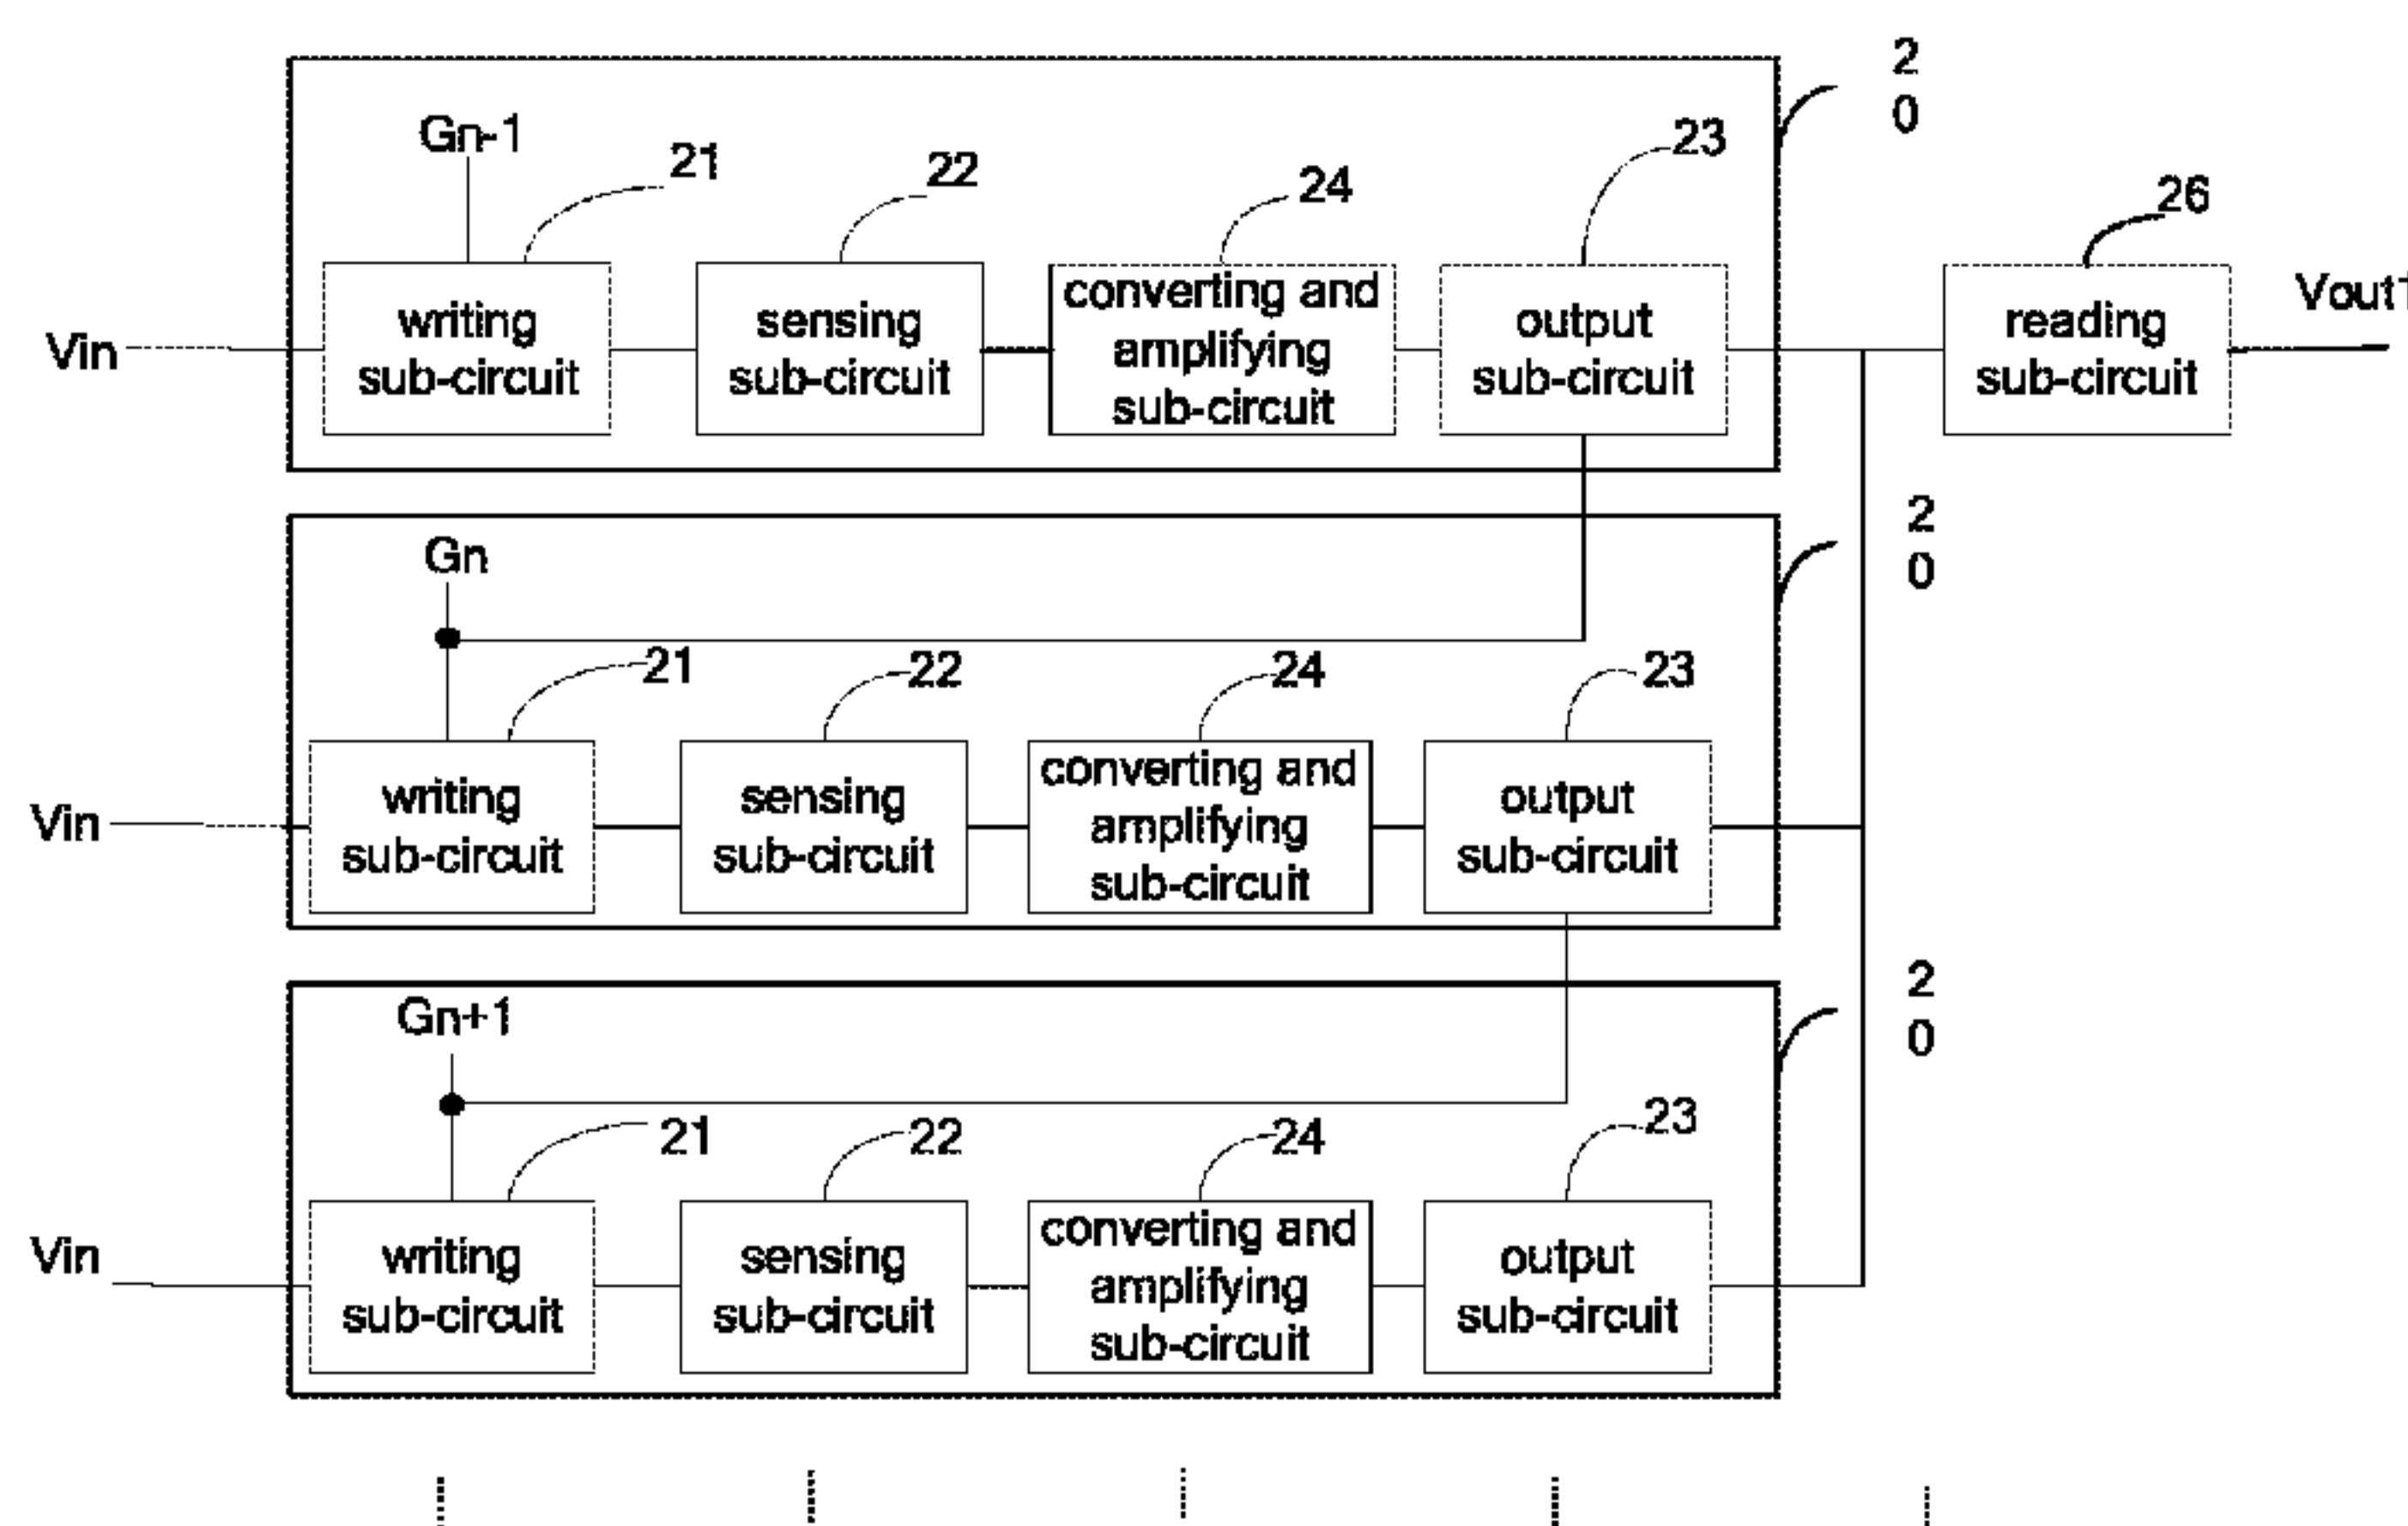 2
0
Gn-1
21
22
24
23
26
Vin
writing
sub-circuit
sensing
sub-circuit
converting and
amplifying
sub-circuit
output
sub-circuit
reading
sub-circuit
Vout1
2
0
Gn
21
22
24
23
Vin
writing
sub-circuit
sensing
sub-circuit
converting and
amplifying
sub-circuit
output
sub-circuit
2
0
Gn+1
21
22
24
23
Vin
writing
sub-circuit
sensing
sub-circuit
converting and
amplifying
sub-circuit
output
sub-circuit